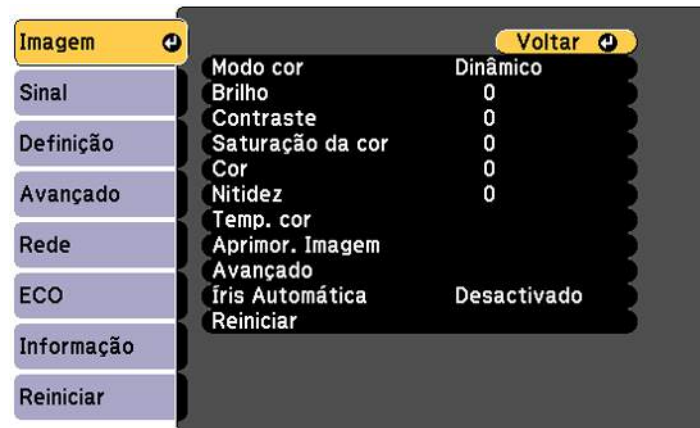 Imagem
Sinal
Definição
Avançado
Rede
ECO
Informação
Reiniciar
Voltar
Modo cor Dinâmico
Brilho 0
Contraste 0
Saturação da cor 0
Cor 0
Nitidez 0
Temp. cor
Aprimor. Imagem
Avançado
Íris Automática Desactivado
Reiniciar